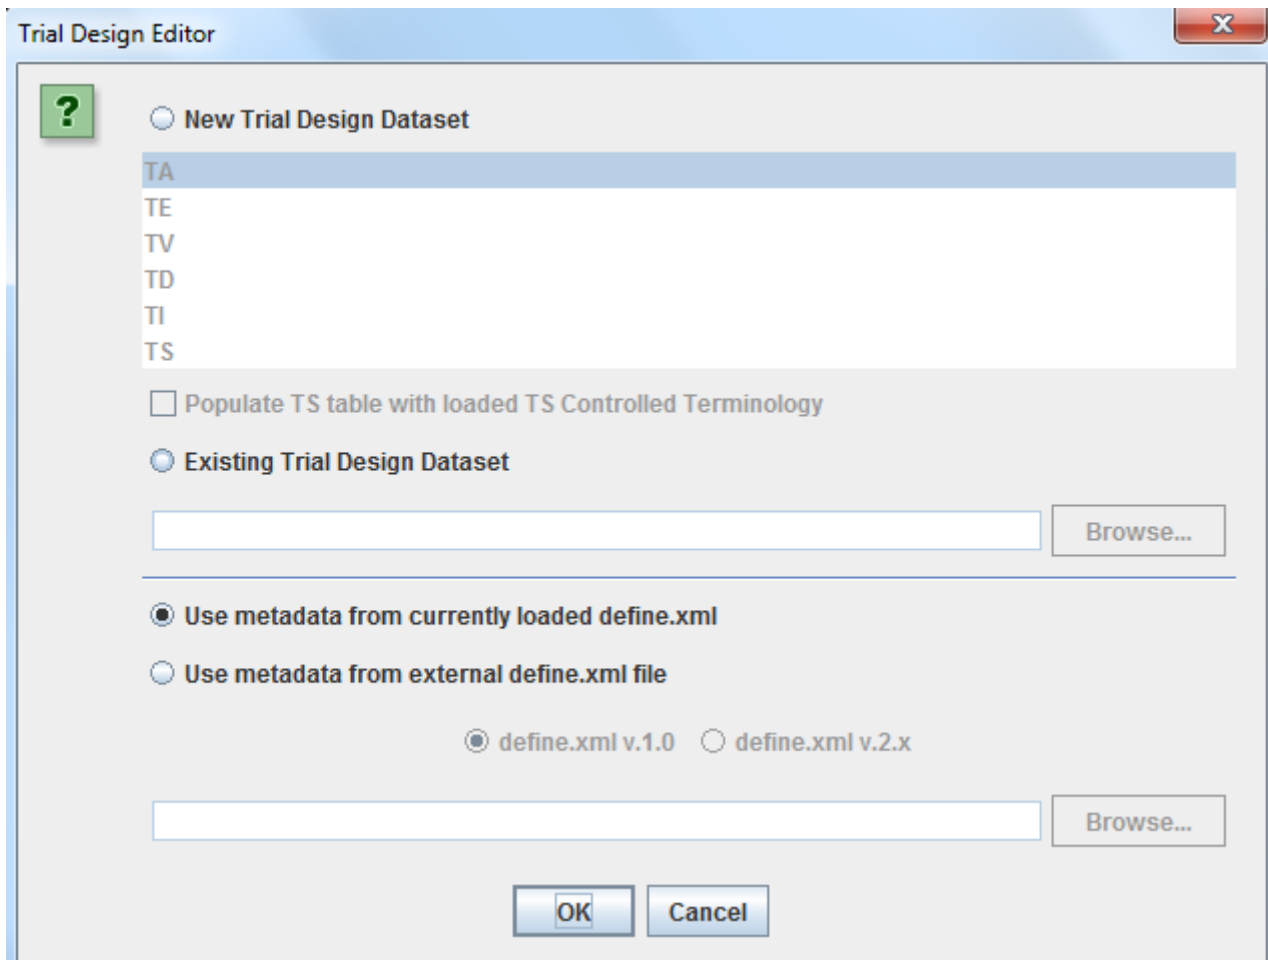 Trial Design Editor
?
New Trial Design Dataset
TA
TE
TV
TD
TI
TS
Populate TS table with loaded TS Controlled Terminology
Existing Trial Design Dataset
Browse...
Use metadata from currently loaded define.xml
Use metadata from external define.xml file
define.xml v.1.0 define.xml v.2.x
Browse...
OK Cancel